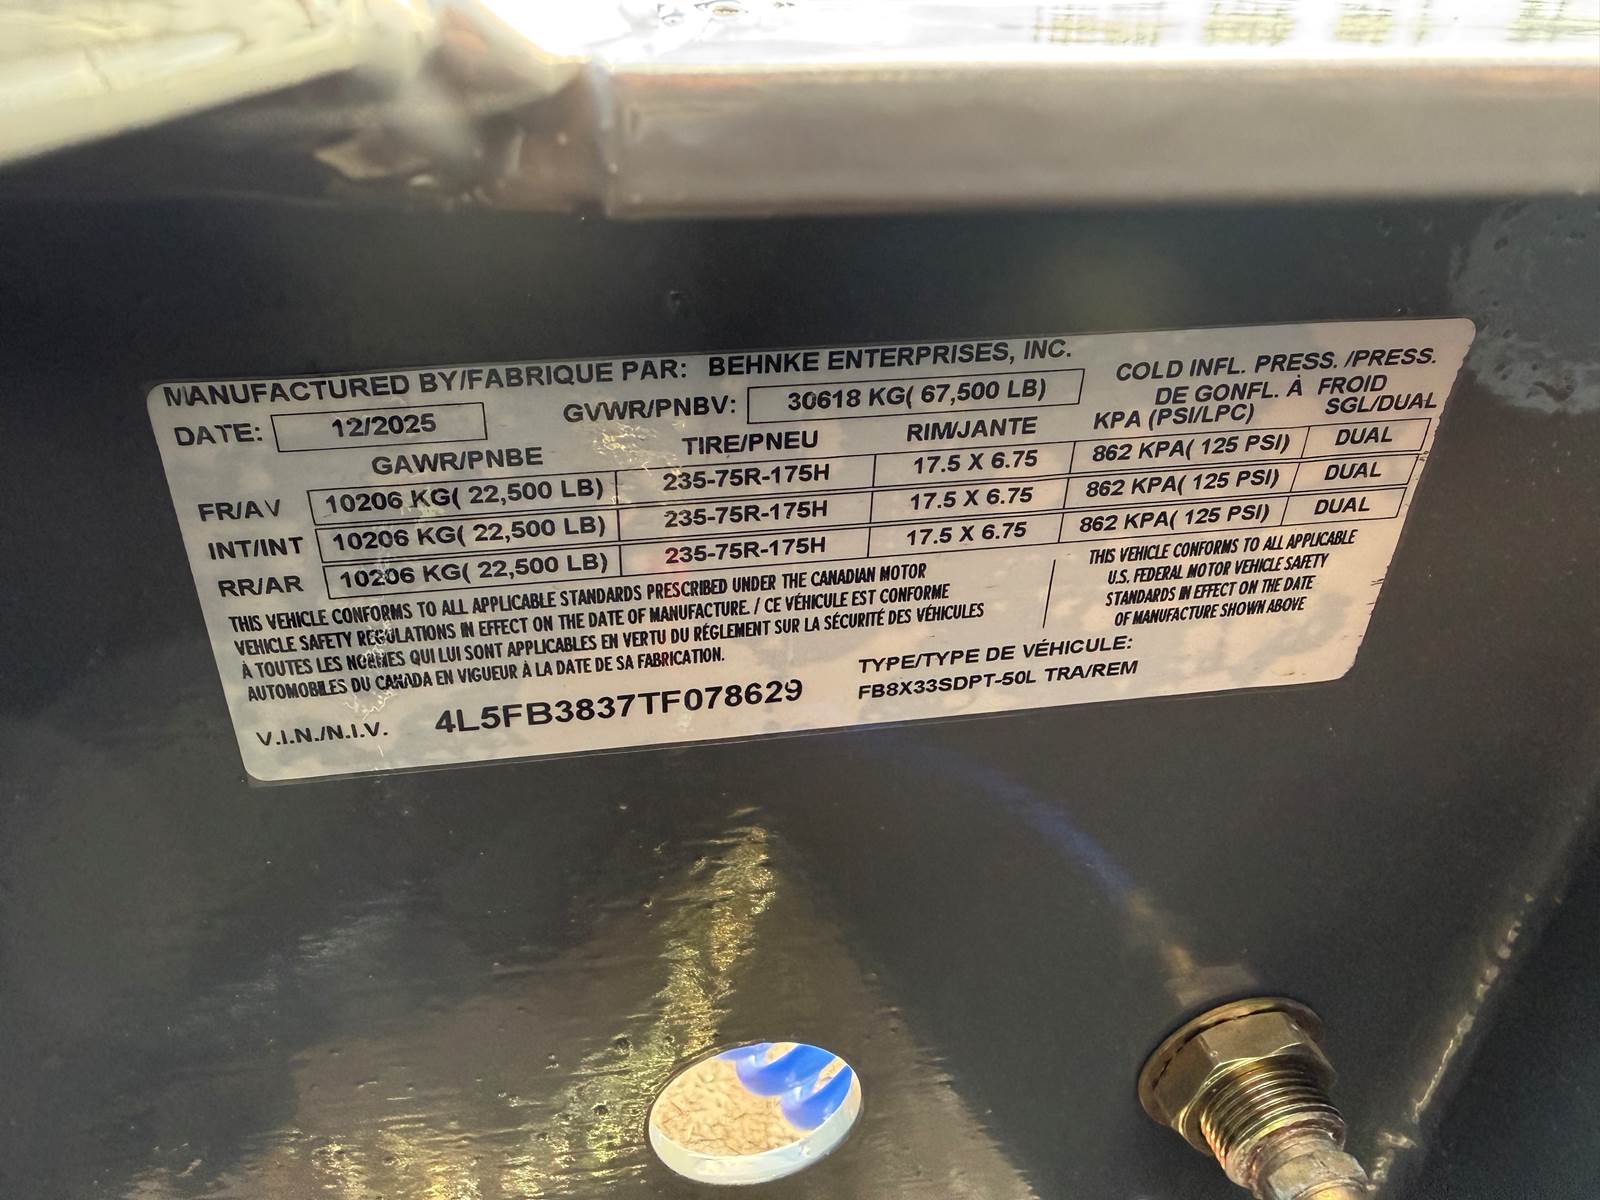 MANUFACTURED BY/FABRIQUE PAR: BEHNKE ENTERPRISES, INC.
DATE: 12/2025 GVWR/PNBV: 30618 KG( 67,500 LB)
COLD INFL. PRESS. /PRESS.
DE GONFL. À FROID
GAWR/PNBE TIRE/PNEU RIM/JANTE KPA (PSI/LPC) SGL/DUAL
FR/AV 10206 KG( 22,500 LB) 235-75R-175H 17.5 X 6.75 862 KPA( 125 PSI) DUAL
INT/INT 10206 KG( 22,500 LB) 235-75R-175H 17.5 X 6.75 862 KPA( 125 PSI) DUAL
RR/AR 10206 KG( 22,500 LB) 235-75R-175H 17.5 X 6.75 862 KPA( 125 PSI) DUAL
THIS VEHICLE CONFORMS TO ALL APPLICABLE STANDARDS PRESCRIBED UNDER THE CANADIAN MOTOR
VEHICLE SAFETY REGULATIONS IN EFFECT ON THE DATE OF MANUFACTURE. / CE VÉHICULE EST CONFORME
À TOUTES LES NORMES QUI LUI SONT APPLICABLES EN VERTU DU RÉGLEMENT SUR LA SÉCURITÉ DES VÉHICULES
AUTOMOBILES DU CANADA EN VIGUEUR À LA DATE DE SA FABRICATION.
THIS VEHICLE CONFORMS TO ALL APPLICABLE
U.S. FEDERAL MOTOR VEHICLE SAFETY
STANDARDS IN EFFECT ON THE DATE
OF MANUFACTURE SHOWN ABOVE
V.I.N./N.I.V. 4L5FB3837TF078629
TYPE/TYPE DE VÉHICULE:
FB8X33SDPT-50L TRA/REM